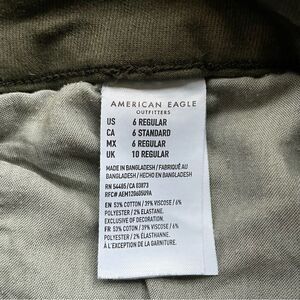 AMERICAN EAGLE
OUTFITTERS
US 6 REGULAR
CA 6 STANDARD
MX 6 REGULAR
UK 10 REGULAR
MADE IN BANGLADESH / FABRIQUÉ AU
BANGLADESH / HECHO EN BANGLADESH
RN 54485/CA 03873
RFC# AEM120605U9A
EN 53% COTTON / 39% VISCOSE / 6%
POLYESTER / 2% ELASTANE.
EXCLUSIVE OF DECORATION.
FR 53% COTON / 39% VISCOSE / 6%
POLYESTER / 2% ÉLASTHANNE.
À L'EXCEPTION DE LA GARNITURE.